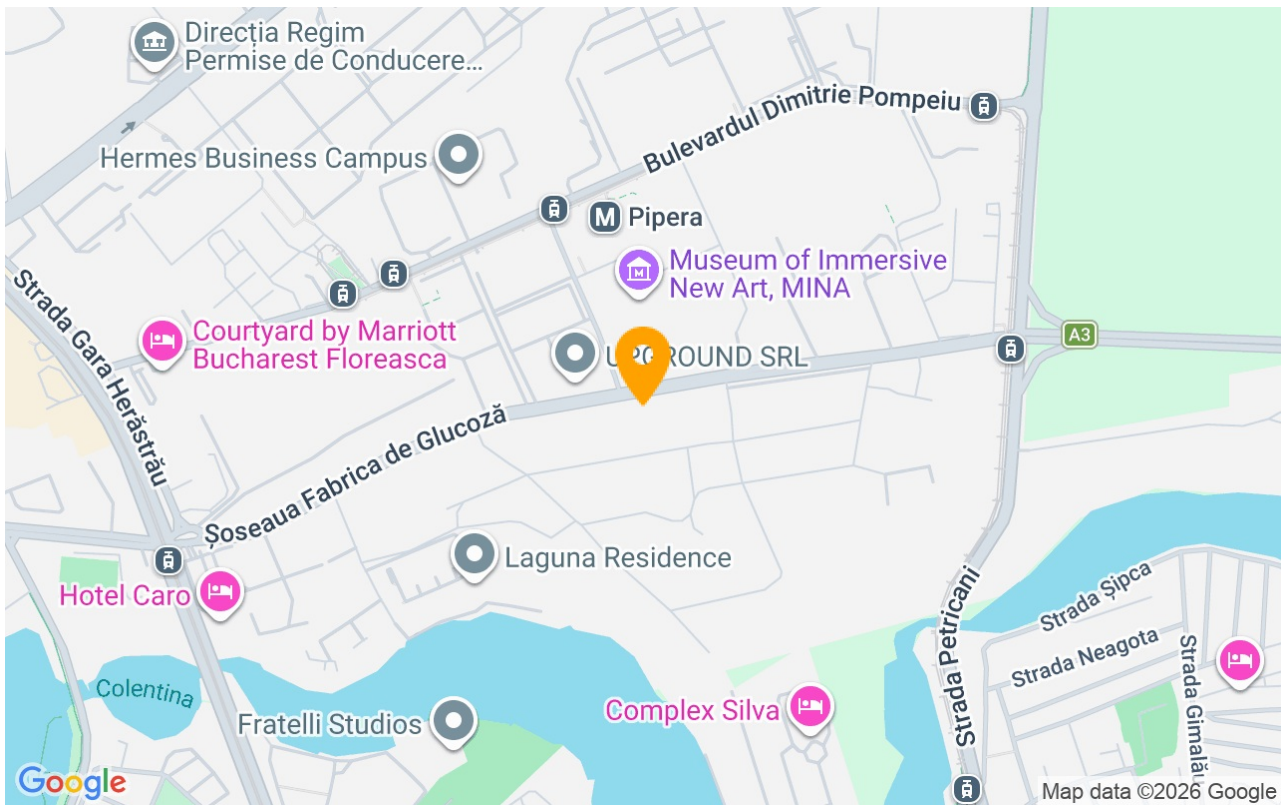 Direcția Regim
Permise de Conducere...
Bulevardul Dimitrie Pompeiu
Hermes Business Campus
M Pipera
Museum of Immersive
New Art, MINA
Strada Gara Herăstrău
Courtyard by Marriott
Bucharest Floreasca
A3
UPGROUND SRL
Șoseaua Fabrica de Glucoză
Laguna Residence
Hotel Caro
Strada Petricani
Strada Șipca
Strada Neagota
Strada Gimalău
Colentina
Complex Silva
Fratelli Studios
Google
Map data ©2026 Google